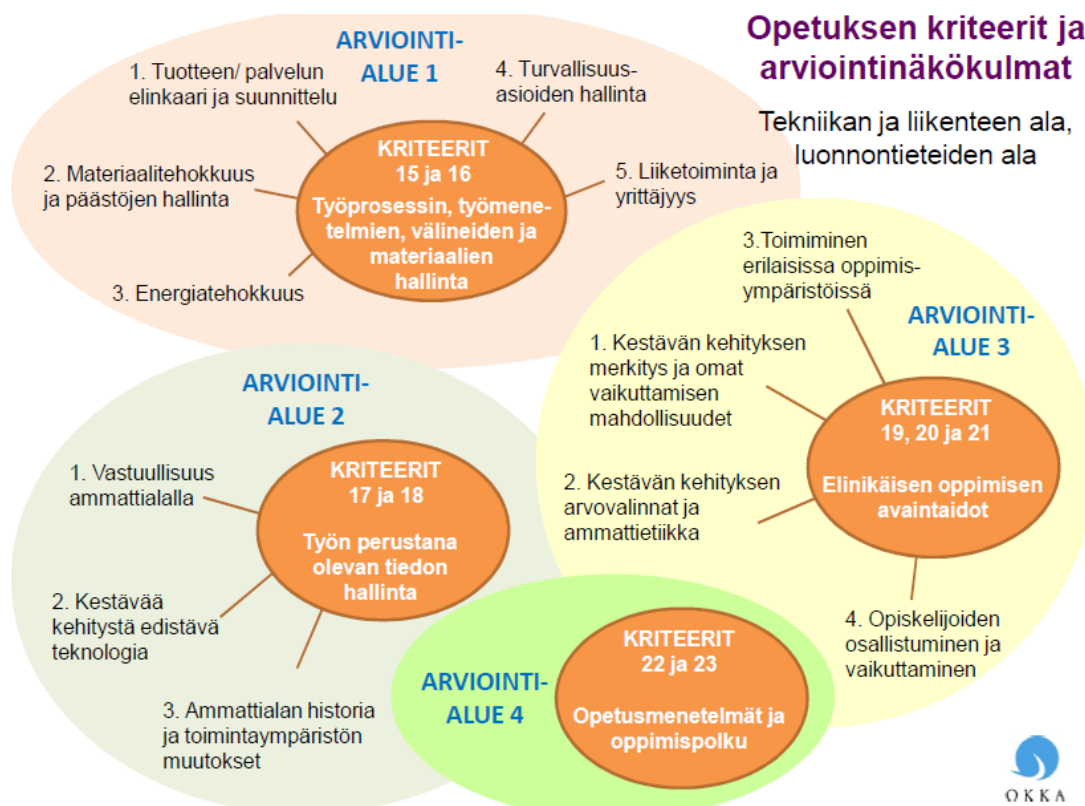 Opetuksen kriteerit ja
arviointinäkökulmat
Tekniikan ja liikenteen ala,
luonnontieteiden ala
ARVIOINTI-
ALUE 1
1. Tuotteen/ palvelun
elinkaari ja suunnittelu
2. Materiaalitehokkuus
ja päästöjen hallinta
3. Energiatehokkuus
4. Turvallisuus-
asioiden hallinta
5. Liiketoiminta ja
yrittäjyys
KRITEERIT
15 ja 16
Työprosessin, työmene-
telmien, välineiden ja
materiaalien
hallinta
ARVIOINTI-
ALUE 2
1. Vastuullisuus
ammattialalla
2. Kestävää
kehitystä edistävä
teknologia
3. Ammattialan historia
ja toimintaympäristön
muutokset
KRITEERIT
17 ja 18
Työn perustana
olevan tiedon
hallinta
ARVIOINTI-
ALUE 3
3.Toimiminen
erilaisissa oppimis-
ympäristöissä
1. Kestävän kehityksen
merkitys ja omat
vaikuttamisen
mahdollisuudet
2. Kestävän kehityksen
arvovalinnat ja
ammattietiikka
4. Opiskelijoiden
osallistuminen ja
vaikuttaminen
KRITEERIT
19, 20 ja 21
Elinikäisen oppimisen
avaintaidot
ARVIOINTI-
ALUE 4
KRITEERIT
22 ja 23
Opetusmenetelmät ja
oppimispolku
OKKA